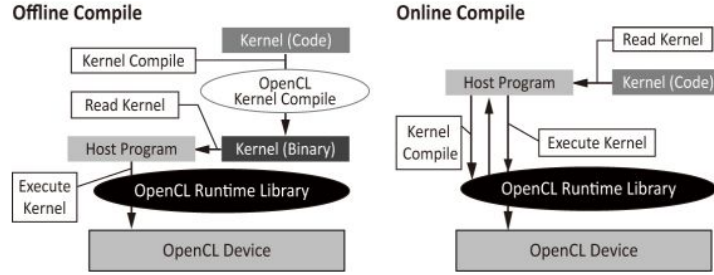 Offline Compile
Kernel (Code)
Kernel Compile
OpenCL
Kernel Compile
Read Kernel
Host Program
Kernel (Binary)
Execute
Kernel
OpenCL Runtime Library
OpenCL Device
Online Compile
Read Kernel
Host Program
Kernel (Code)
Kernel
Compile
Execute Kernel
OpenCL Runtime Library
OpenCL Device